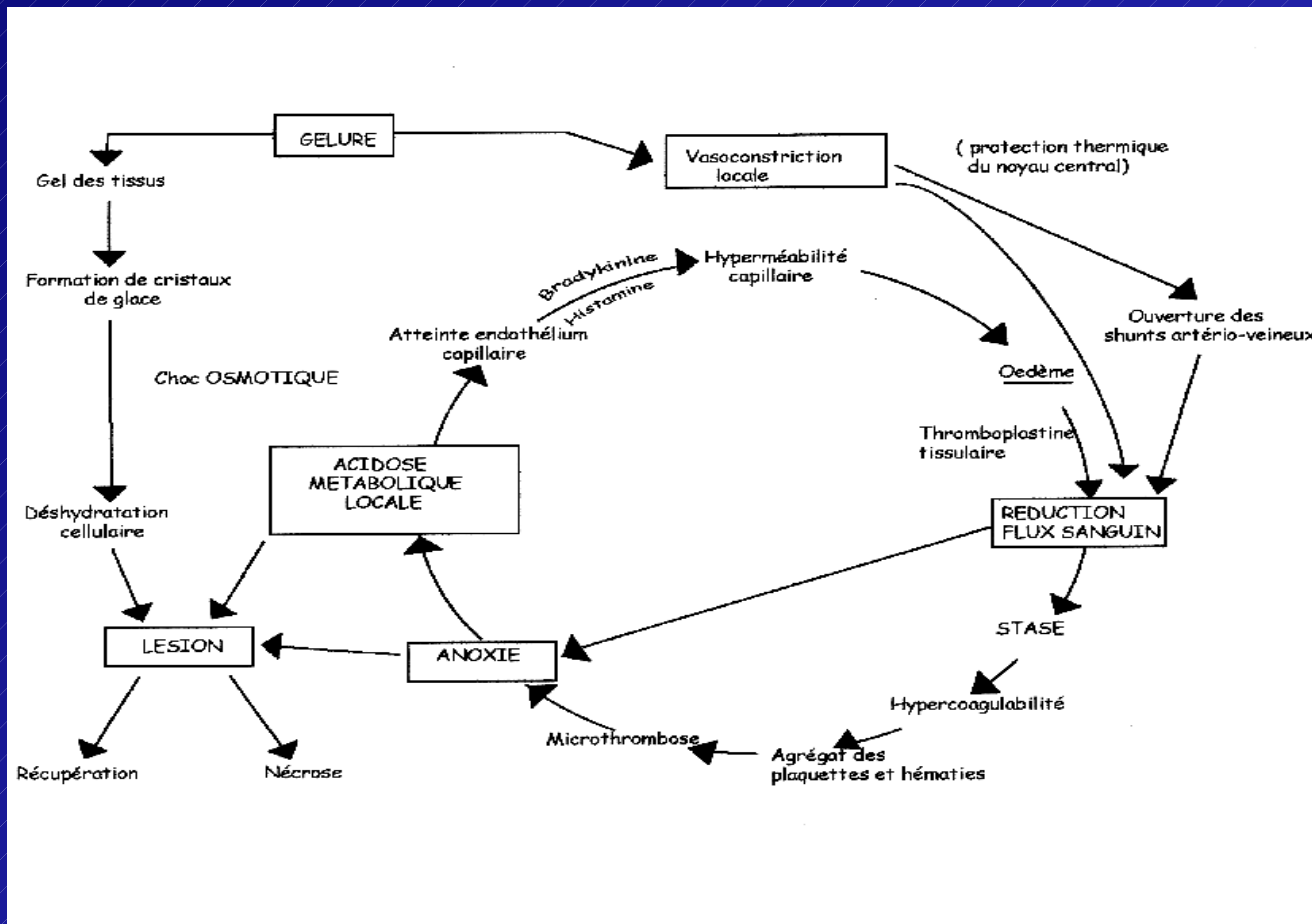 GELURE
Vasoconstriction
locale
( protection thermique
du noyau central)
Gel des tissus
Formation de cristaux
de glace
Bradykinine
Histamine
Hyperméabilité
capillaire
Ouverture des
shunts artério-veineux
Atteinte endothélium
capillaire
Choc OSMOTIQUE
Oedème
Thromboplastine
tissulaire
ACIDOSE
METABOLIQUE
LOCALE
Déshydratation
cellulaire
REDUCTION
FLUX SANGUIN
STASE
LESION
ANOXIE
Hypercoagulabilité
Microthrombose
Agrégat des
plaquettes et hématies
Récupération
Nécrose